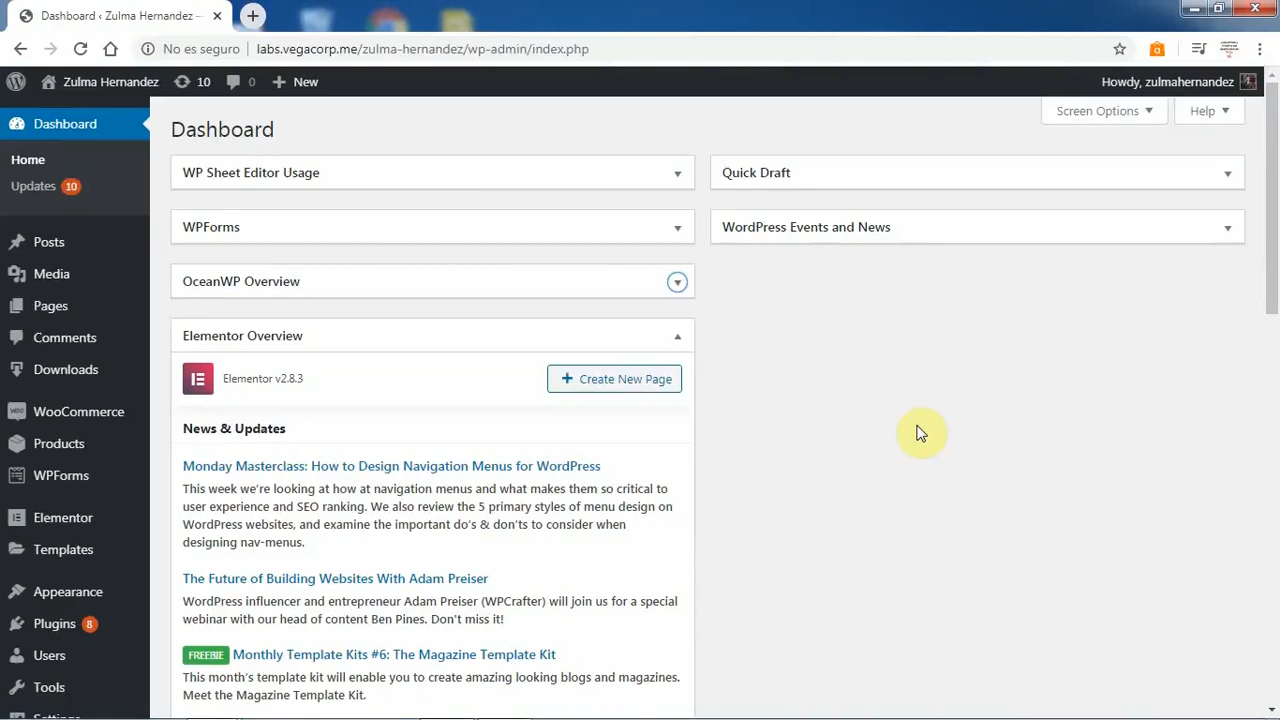 Dashboard ‹ Zulma Hernandez —
No es seguro
labs.vegacorp.me/zulma-hernandez/wp-admin/index.php
Zulma Hernandez
10
0
New
Howdy, zulmahernandez
Dashboard
Home
Updates 10
Posts
Media
Pages
Comments
Downloads
WooCommerce
Products
WPForms
Elementor
Templates
Appearance
Plugins 8
Users
Tools
Screen Options
Help
Dashboard
WP Sheet Editor Usage
WPForms
OceanWP Overview
Elementor Overview
Elementor v2.8.3
Create New Page
News & Updates
Monday Masterclass: How to Design Navigation Menus for WordPress
This week we're looking at how at navigation menus and what makes them so critical to
user experience and SEO ranking. We also review the 5 primary styles of menu design on
WordPress websites, and examine the important do's & don'ts to consider when
designing nav-menus.
The Future of Building Websites With Adam Preiser
WordPress influencer and entrepreneur Adam Preiser (WPCrafter) will join us for a special
webinar with our head of content Ben Pines. Don't miss it!
FREEBIE Monthly Template Kits #6: The Magazine Template Kit
This month's template kit will enable you to create amazing looking blogs and magazines.
Meet the Magazine Template Kit.
Quick Draft
WordPress Events and News